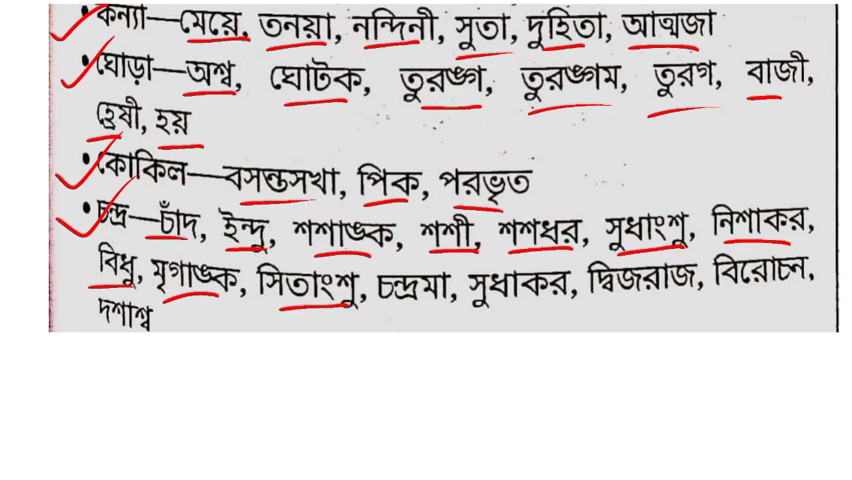 • কন্যা—মেয়ে, তনয়া, নন্দিনী, সুতা, দুহিতা, আত্মজা
• ঘোড়া—অশ্ব, ঘোটক, তুরঙ্গ, তুরঙ্গম, তুরগ, বাজী,
হ্রেষী, হয়
• কোকিল—বসন্তসখা, পিক, পরভৃত
• চন্দ্র—চাঁদ, ইন্দু, শশাঙ্ক, শশী, শশধর, সুধাংশু, নিশাকর,
বিধু, মৃগাঙ্ক, সিতাংশু, চন্দ্রমা, সুধাকর, দ্বিজরাজ, বিরোচন,
দশাশ্ব